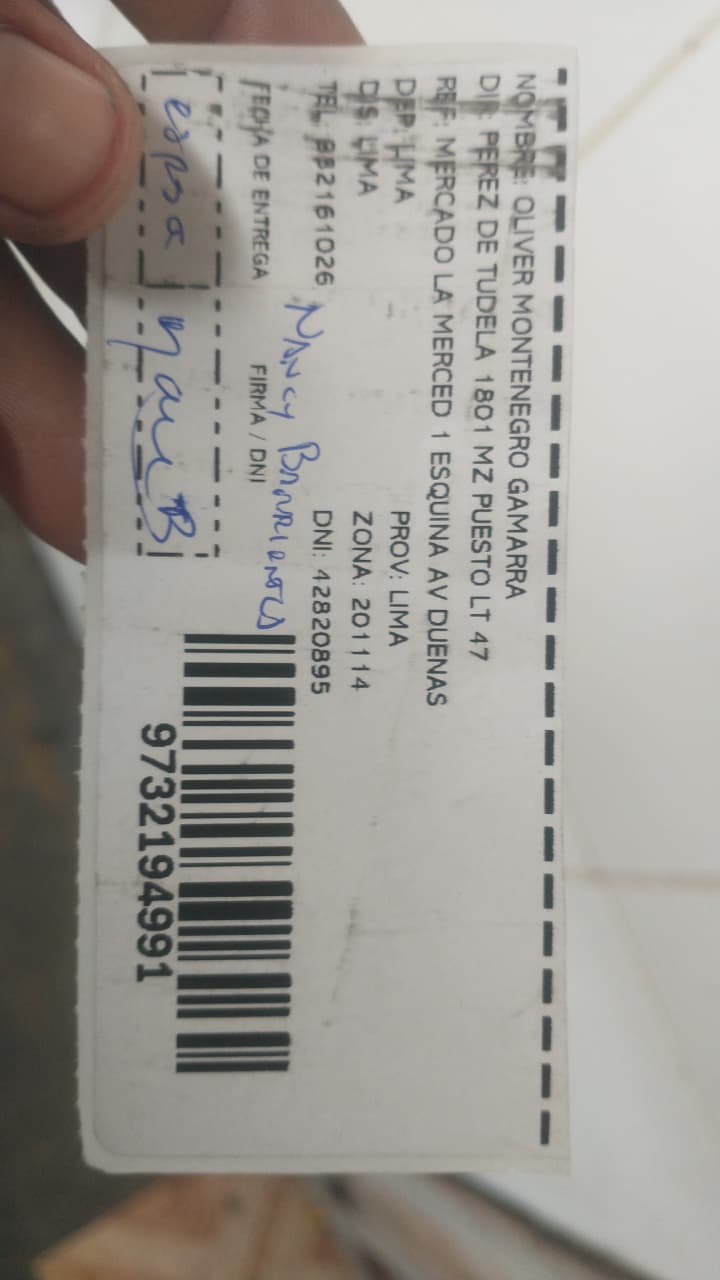 NOMBRE: OLIVER MONTENEGRO GAMARRA
DIR: PEREZ DE TUDELA 1801 MZ PUESTO LT 47
REF: MERCADO LA MERCED 1 ESQUINA AV DUENAS
DEP: LIMA PROV: LIMA
DIS: LIMA ZONA: 201114
TEL: 982161026 DNI: 42820895
Nancy Barrientos
FECHA DE ENTREGA FIRMA / DNI
9732194991